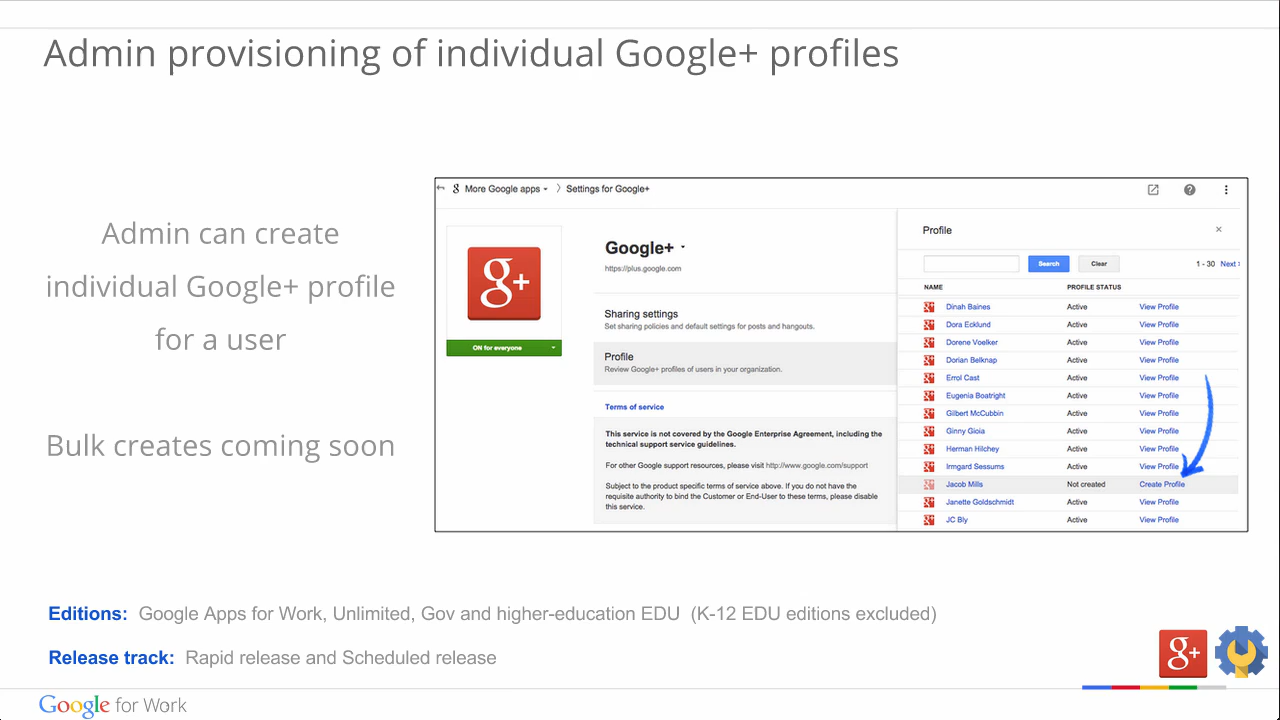 Admin provisioning of individual Google+ profiles
Admin can create
individual Google+ profile
for a user
Bulk creates coming soon
More Google apps
Settings for Google+
g+
ON for everyone
Google+
https://plus.google.com
Sharing settings
Set sharing policies and default settings for posts and hangouts.
Profile
Review Google+ profiles of users in your organization.
Terms of service
This service is not covered by the Google Enterprise Agreement, including the
technical support service guidelines.
For other Google support resources, please visit http://www.google.com/support
Subject to the product specific terms of service above. If you do not have the
requisite authority to bind the Customer or End-User to these terms, please disable
this service.
Profile
Search Clear 1 - 30 Next
NAME PROFILE STATUS
Dinah Baines Active View Profile
Dora Ecklund Active View Profile
Dorene Voelker Active View Profile
Dorian Belknap Active View Profile
Errol Cast Active View Profile
Eugenia Boatright Active View Profile
Gilbert McCubbin Active View Profile
Ginny Gioia Active View Profile
Herman Hilchey Active View Profile
Irmgard Sessums Active View Profile
Jacob Mills Not created Create Profile
Janette Goldschmidt Active View Profile
JC Bly Active View Profile
Editions: Google Apps for Work, Unlimited, Gov and higher-education EDU (K-12 EDU editions excluded)
Release track: Rapid release and Scheduled release
g+
Google for Work